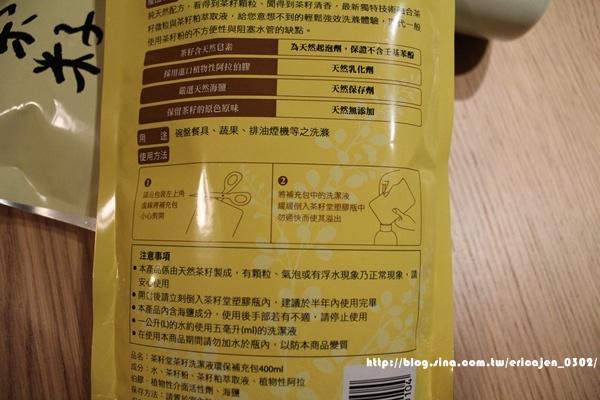 純天然配方，看得到茶籽顆粒、聞得到茶籽清香，最新獨特技術融合茶
籽微粒與茶籽粕萃取液，給您意想不到的輕鬆強效洗滌體驗，
使用茶籽粉的不方便性與阻塞水管的缺點。
茶籽含天然皂素 為天然起泡劑，保證不含壬基苯酚
採用進口植物性阿拉伯膠 天然乳化劑
嚴選天然海鹽 天然保存劑
保留茶籽的原色原味 天然無添加
用途 碗盤餐具、蔬果、排油煙機等之洗滌
使用方法
1
請沿包裝左上角
虛線將補充包
小心剪開
2
將補充包中的洗潔液
緩緩倒入茶籽堂塑膠瓶中
勿過快而使其溢出
注意事項
●本產品係由天然茶籽製成，有顆粒、氣泡或有浮水現象乃正常現象，請
安心使用
●開封後請立刻倒入茶籽堂塑膠瓶內，建議於半年內使用完畢
●本產品內含海鹽成分，使用後手部若有不適，請停止使用
●一公升(L)的水約使用五毫升(ml)的洗潔液
●在使用本商品期間請勿加水於瓶內，以防本商品變質
品名：茶籽堂茶籽洗潔液環保補充包400ml
成分：水、茶籽粉、茶籽粕萃取液、植物性阿拉
伯膠、植物性介面活性劑、海鹽
保存方法：請置於
http://blog.sina.com.tw/ericajen_0302/